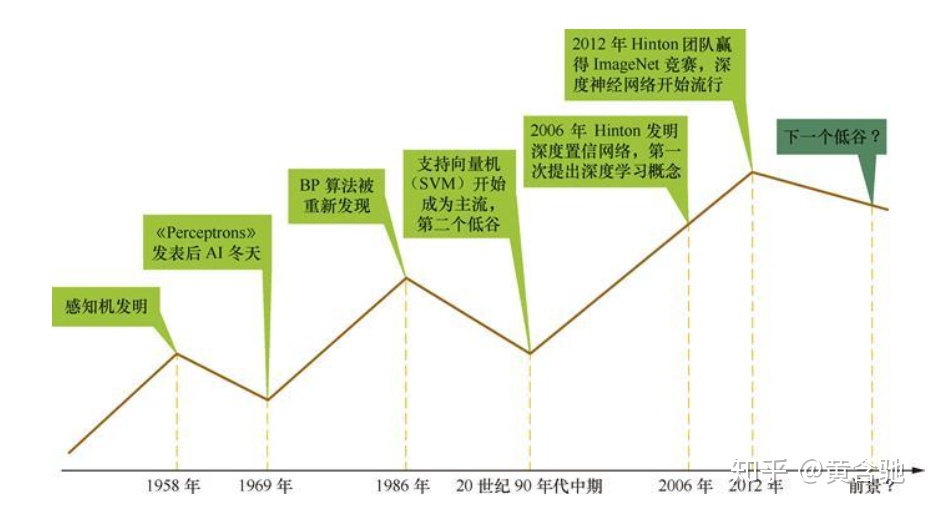 2012 年 Hinton 团队赢
得 ImageNet 竞赛，深
度神经网络开始流行
下一个低谷？
2006 年 Hinton 发明
深度置信网络，第一
次提出深度学习概念
支持向量机
（SVM）开始
成为主流，
第二个低谷
BP 算法被
重新发现
《Perceptrons》
发表后 AI 冬天
感知机发明
1958 年
1969 年
1986 年
20 世纪 90 年代中期
2006 年
2012 年
前景？
知乎 @黄含驰